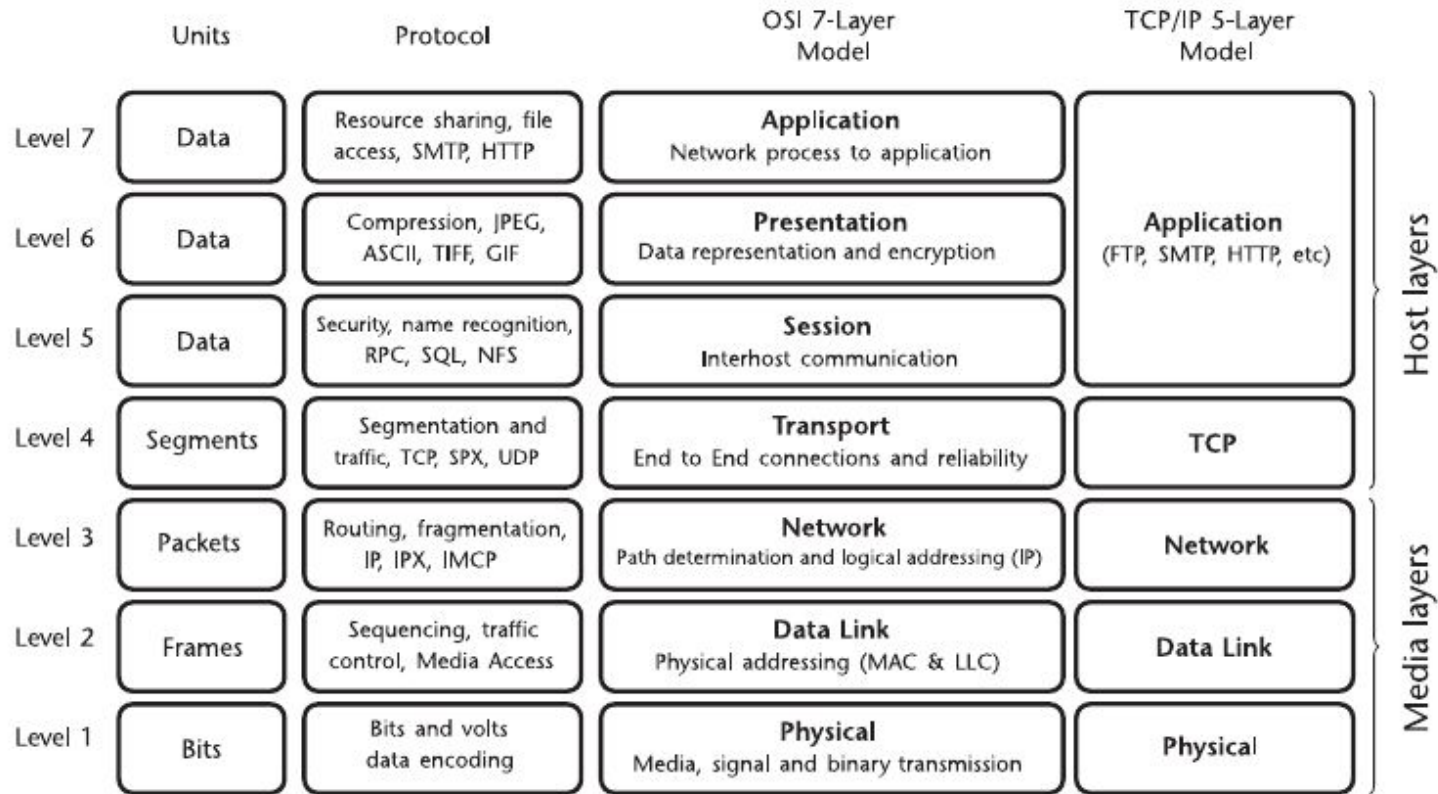 Units
Protocol
OSI 7-Layer
Model
TCP/IP 5-Layer
Model
Level 7
Data
Resource sharing, file
access, SMTP, HTTP
Application
Network process to application
Level 6
Data
Compression, JPEG,
ASCII, TIFF, GIF
Presentation
Data representation and encryption
Application
(FTP, SMTP, HTTP, etc)
Level 5
Data
Security, name recognition,
RPC, SQL, NFS
Session
Interhost communication
Level 4
Segments
Segmentation and
traffic, TCP, SPX, UDP
Transport
End to End connections and reliability
TCP
Host layers
Level 3
Packets
Routing, fragmentation,
IP, IPX, IMCP
Network
Path determination and logical addressing (IP)
Network
Level 2
Frames
Sequencing, traffic
control, Media Access
Data Link
Physical addressing (MAC & LLC)
Data Link
Level 1
Bits
Bits and volts
data encoding
Physical
Media, signal and binary transmission
Physical
Media layers